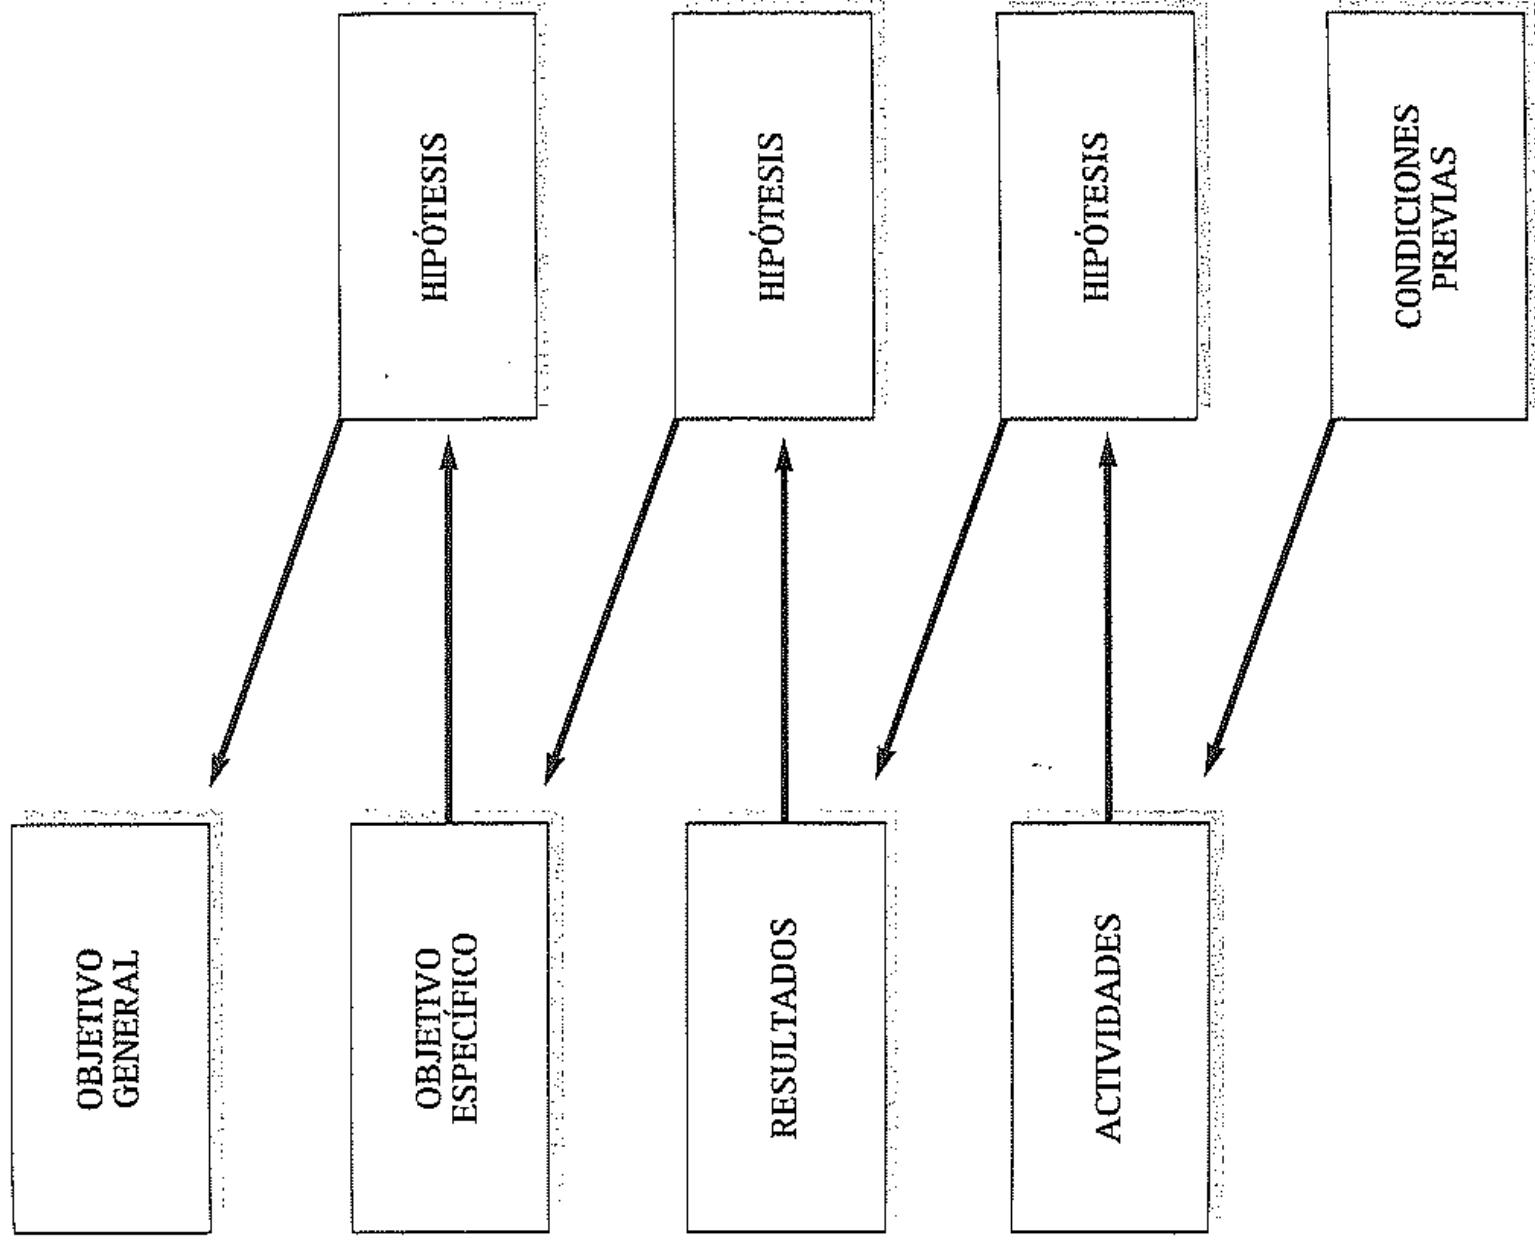 OBJETIVO
GENERAL
OBJETIVO
ESPECÍFICO
HIPÓTESIS
RESULTADOS
HIPÓTESIS
ACTIVIDADES
HIPÓTESIS
CONDICIONES
PREVIAS